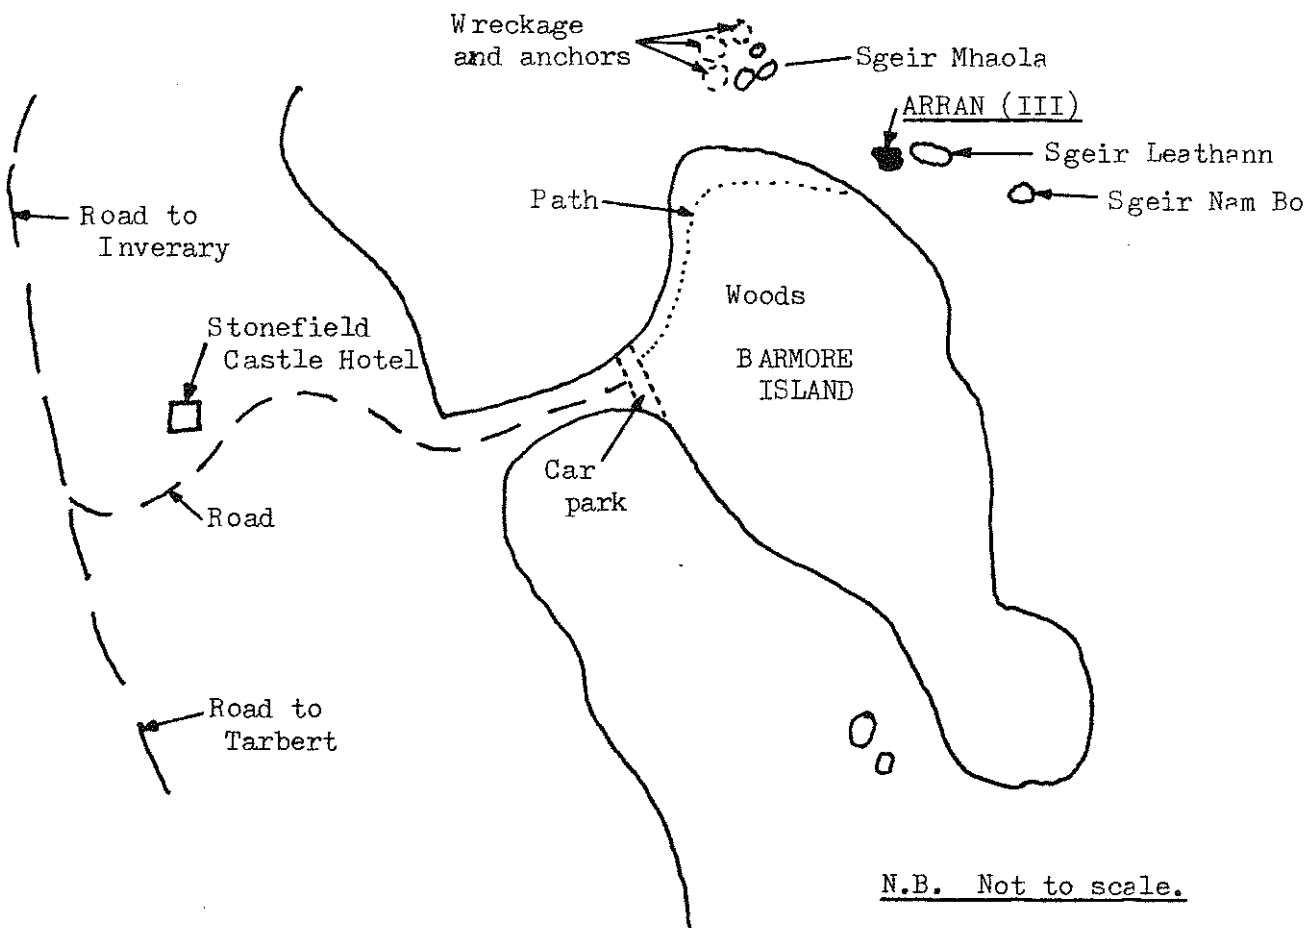 Wreckage
and anchors
Sgeir Mhaola
ARRAN (III)
Sgeir Leathann
Sgeir Nam Bo
Path
Road to
Inverary
Woods
Stonefield
Castle Hotel
BARMORE
ISLAND
Car
park
Road
Road to
Tarbert
N.B. Not to scale.